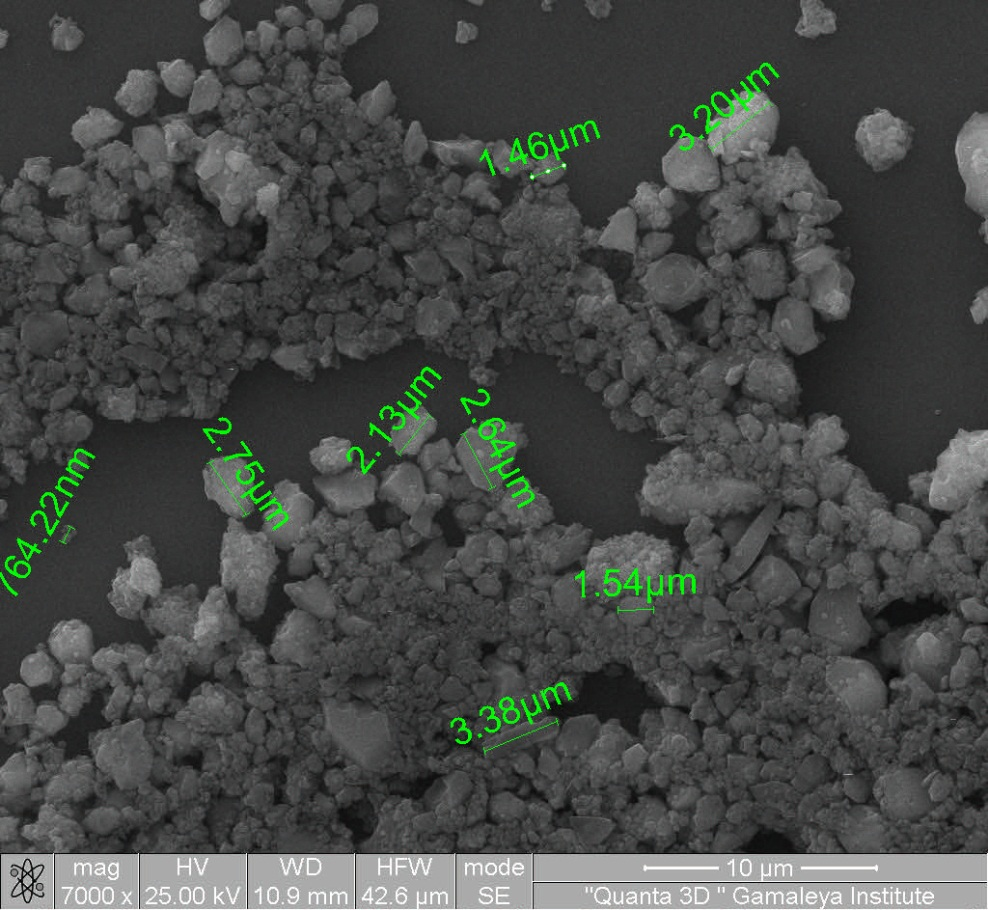 3.20µm
1.46µm
2.13µm
2.64µm
2.75µm
764.22nm
1.54µm
3.38µm
mag HV WD HFW mode 10 µm
7000 x 25.00 kV 10.9 mm 42.6 µm SE "Quanta 3D " Gamaleya Institute